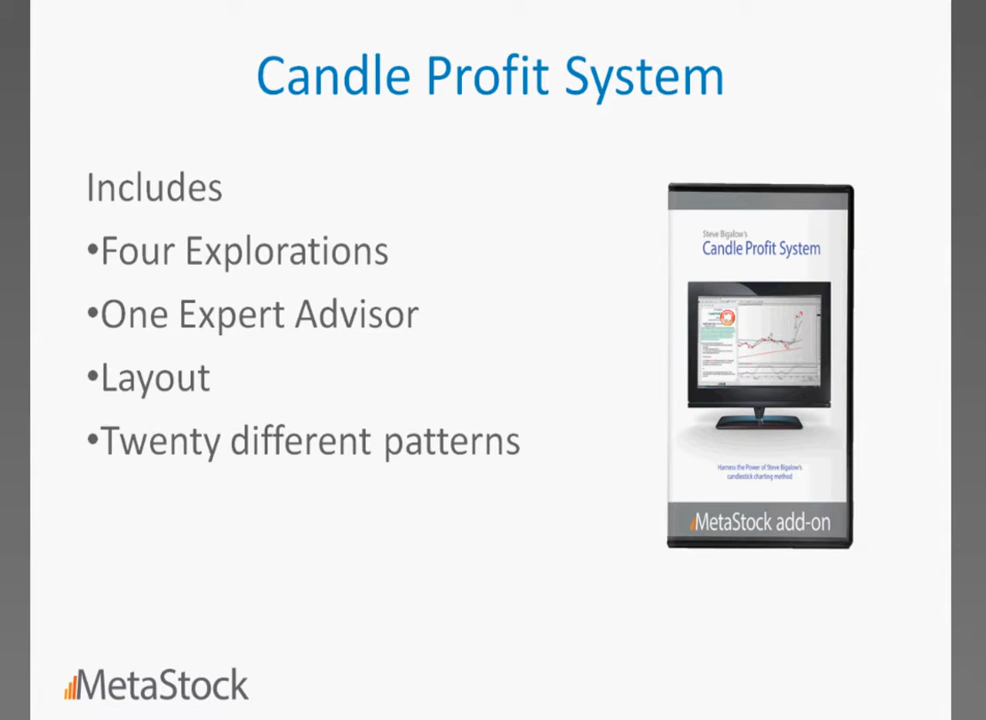 Candle Profit System
Includes
•Four Explorations
•One Expert Advisor
•Layout
•Twenty different patterns
Steve Bigalow's
Candle Profit System
Harness the Power of Steve Bigalow's
candlestick charting method
MetaStock add-on
MetaStock